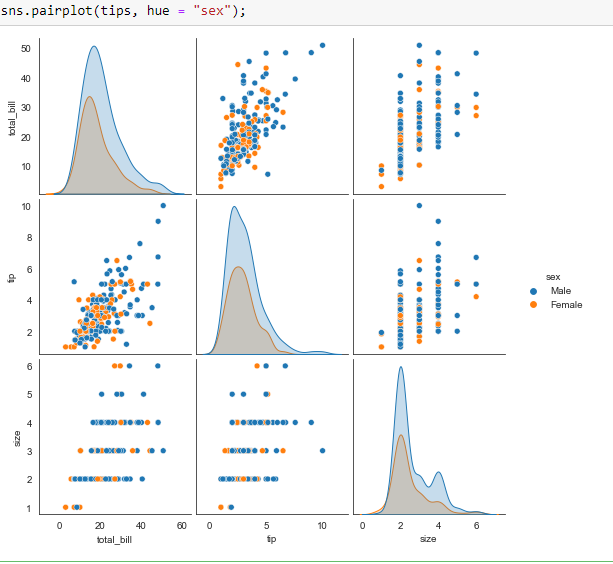 sns.pairplot(tips, hue = "sex");
50
40
30
20
10
total_bill
10
8
6
4
2
tip
sex
Male
Female
6
5
4
3
2
1
size
0 20 40 60
0 5 10
0 2 4 6
total_bill
tip
size